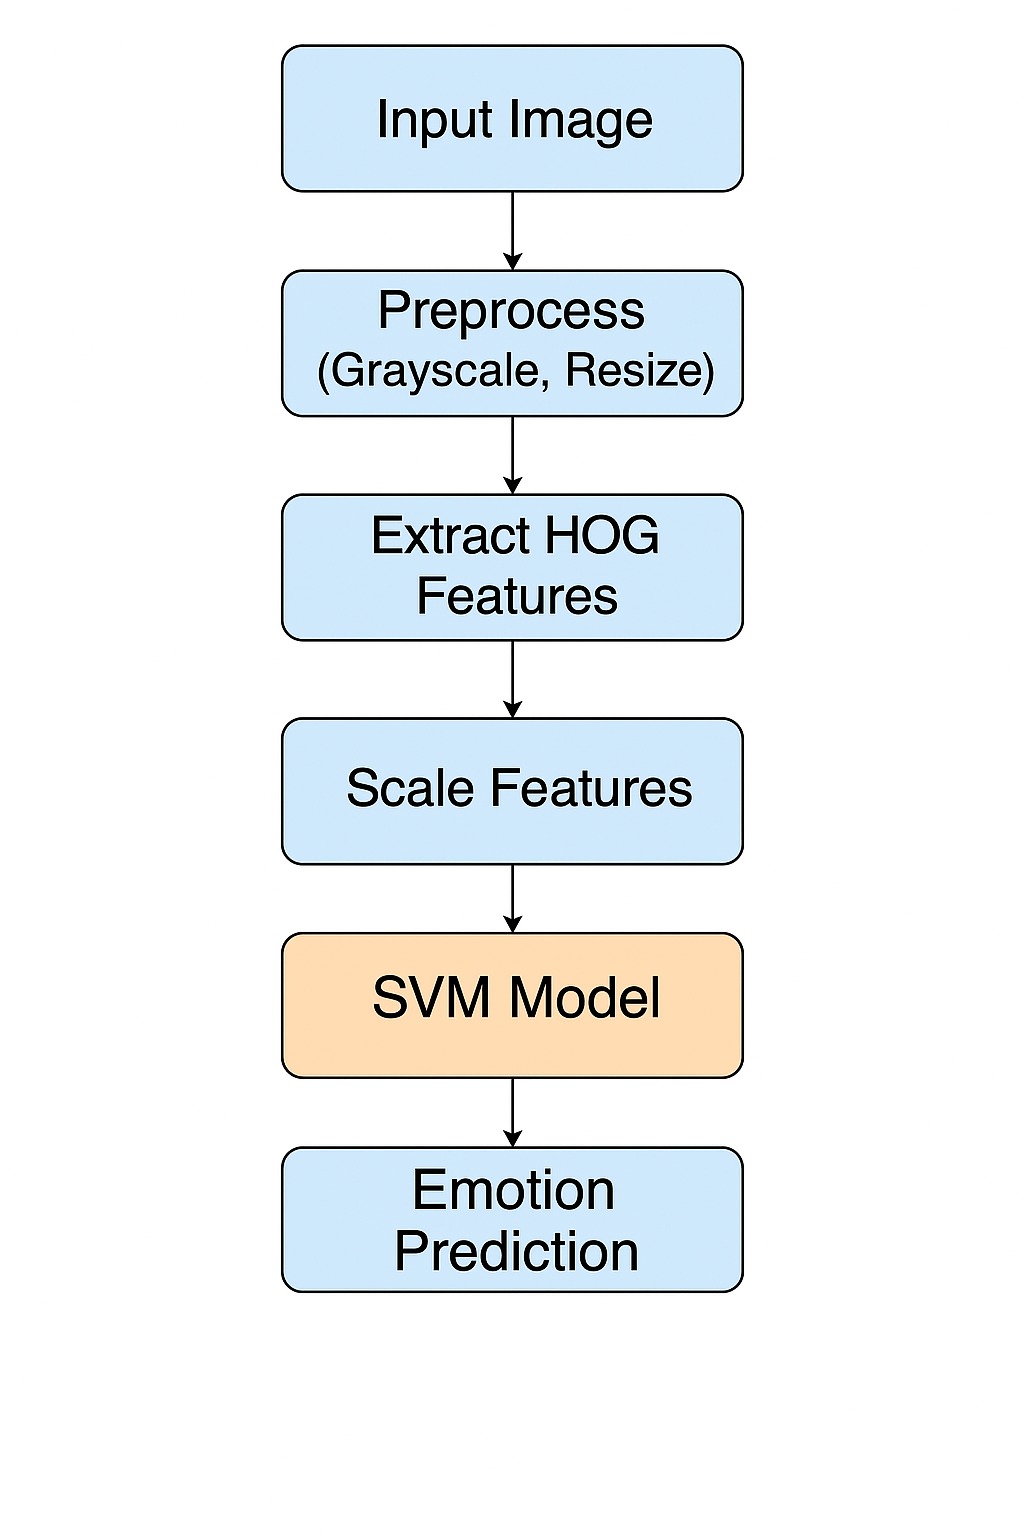 Input Image
Preprocess
(Grayscale, Resize)
Extract HOG
Features
Scale Features
SVM Model
Emotion
Prediction